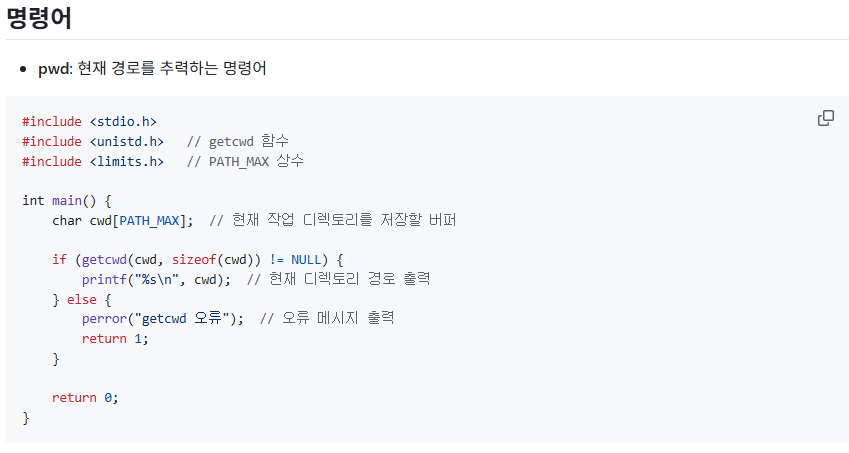 명령어
pwd: 현재 경로를 추력하는 명령어
#include <stdio.h>
#include <unistd.h>   // getcwd 함수
#include <limits.h>   // PATH_MAX 상수
int main() {
    char cwd[PATH_MAX];  // 현재 작업 디렉토리를 저장할 버퍼
    if (getcwd(cwd, sizeof(cwd)) != NULL) {
        printf("%s\n", cwd);  // 현재 디렉토리 경로 출력
    } else {
        perror("getcwd 오류");  // 오류 메시지 출력
        return 1;
    }
    return 0;
}